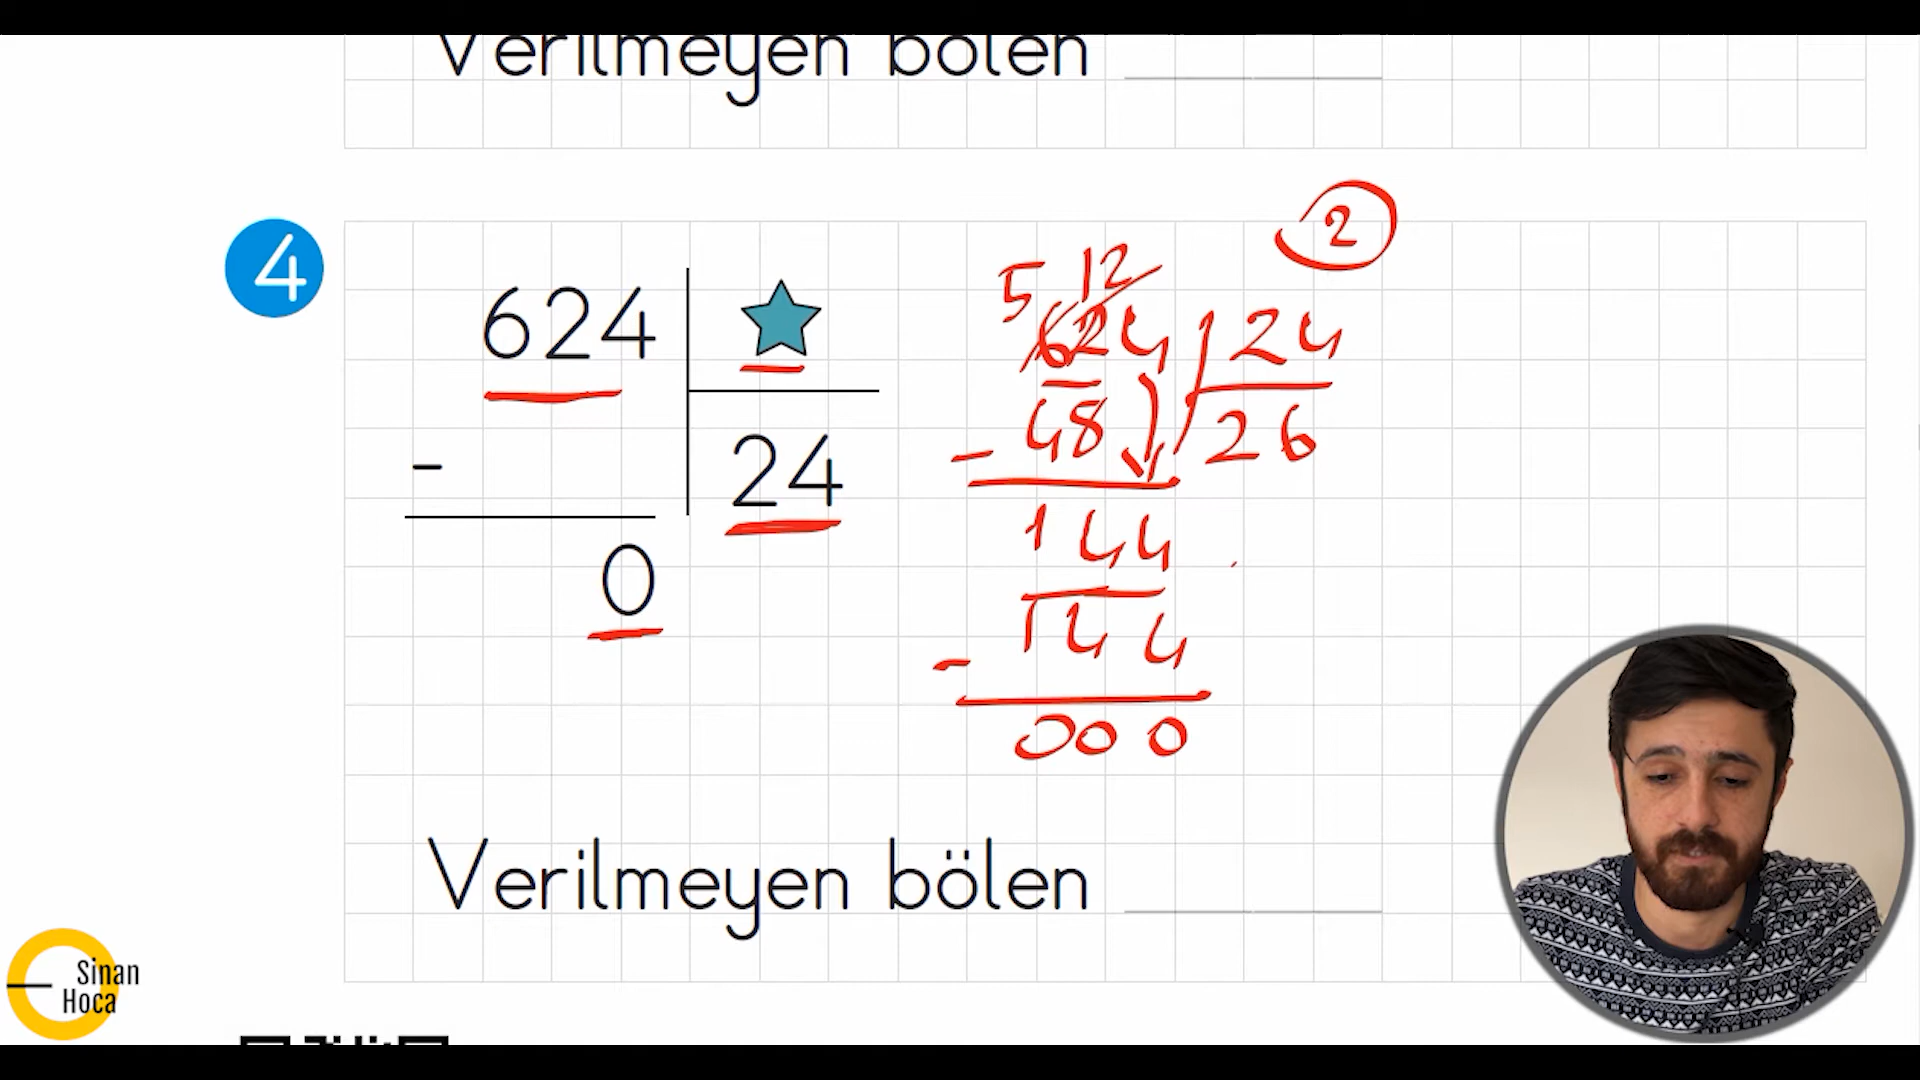 Verilmeyen bölen
4
624
24
-
0
2
5 12
624 24
- 48 26
144
- 144
000
Verilmeyen bölen
Sinan
Hoca